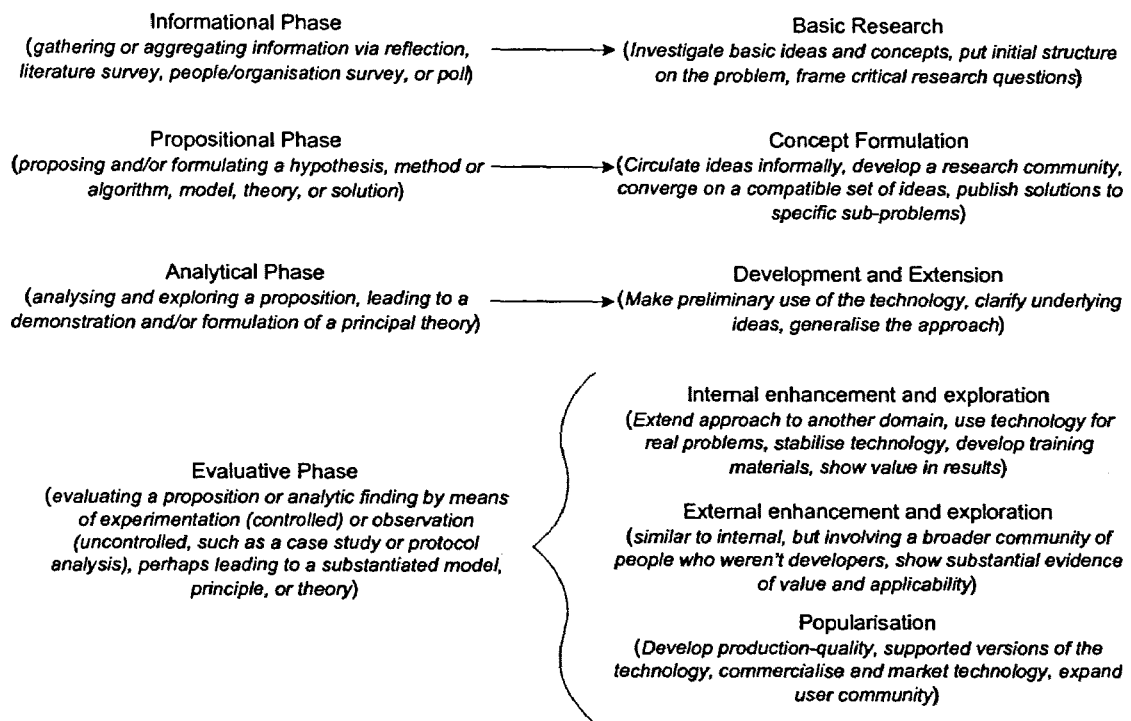 Informational Phase
(gathering or aggregating information via reflection,
literature survey, people/organisation survey, or poll)
Basic Research
(Investigate basic ideas and concepts, put initial structure
on the problem, frame critical research questions)
Propositional Phase
(proposing and/or formulating a hypothesis, method or
algorithm, model, theory, or solution)
Concept Formulation
(Circulate ideas informally, develop a research community,
converge on a compatible set of ideas, publish solutions to
specific sub-problems)
Analytical Phase
(analysing and exploring a proposition, leading to a
demonstration and/or formulation of a principal theory)
Development and Extension
(Make preliminary use of the technology, clarify underlying
ideas, generalise the approach)
Evaluative Phase
(evaluating a proposition or analytic finding by means
of experimentation (controlled) or observation
(uncontrolled, such as a case study or protocol
analysis), perhaps leading to a substantiated model,
principle, or theory)
Internal enhancement and exploration
(Extend approach to another domain, use technology for
real problems, stabilise technology, develop training
materials, show value in results)
External enhancement and exploration
(similar to internal, but involving a broader community of
people who weren't developers, show substantial evidence
of value and applicability)
Popularisation
(Develop production-quality, supported versions of the
technology, commercialise and market technology, expand
user community)